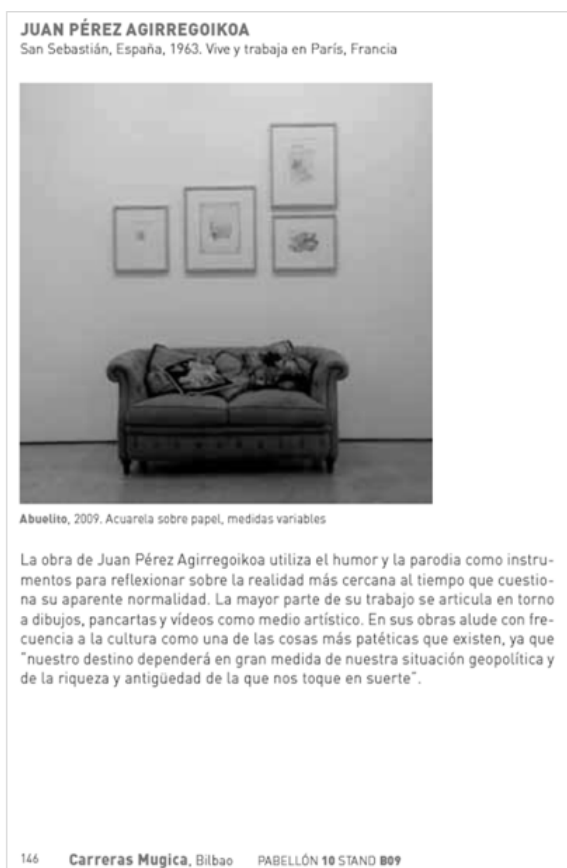 JUAN PÉREZ AGIRREGOIKOA
San Sebastián, España, 1963. Vive y trabaja en París, Francia
Abuelito, 2009. Acuarela sobre papel, medidas variables
La obra de Juan Pérez Agirregoikoa utiliza el humor y la parodia como instru-
mentos para reflexionar sobre la realidad más cercana al tiempo que cuestio-
na su aparente normalidad. La mayor parte de su trabajo se articula en torno
a dibujos, pancartas y vídeos como medio artístico. En sus obras alude con fre-
cuencia a la cultura como una de las cosas más patéticas que existen, ya que
"nuestro destino dependerá en gran medida de nuestra situación geopolítica y
de la riqueza y antigüedad de la que nos toque en suerte".
146 Carreras Mugica, Bilbao PABELLÓN 10 STAND B09